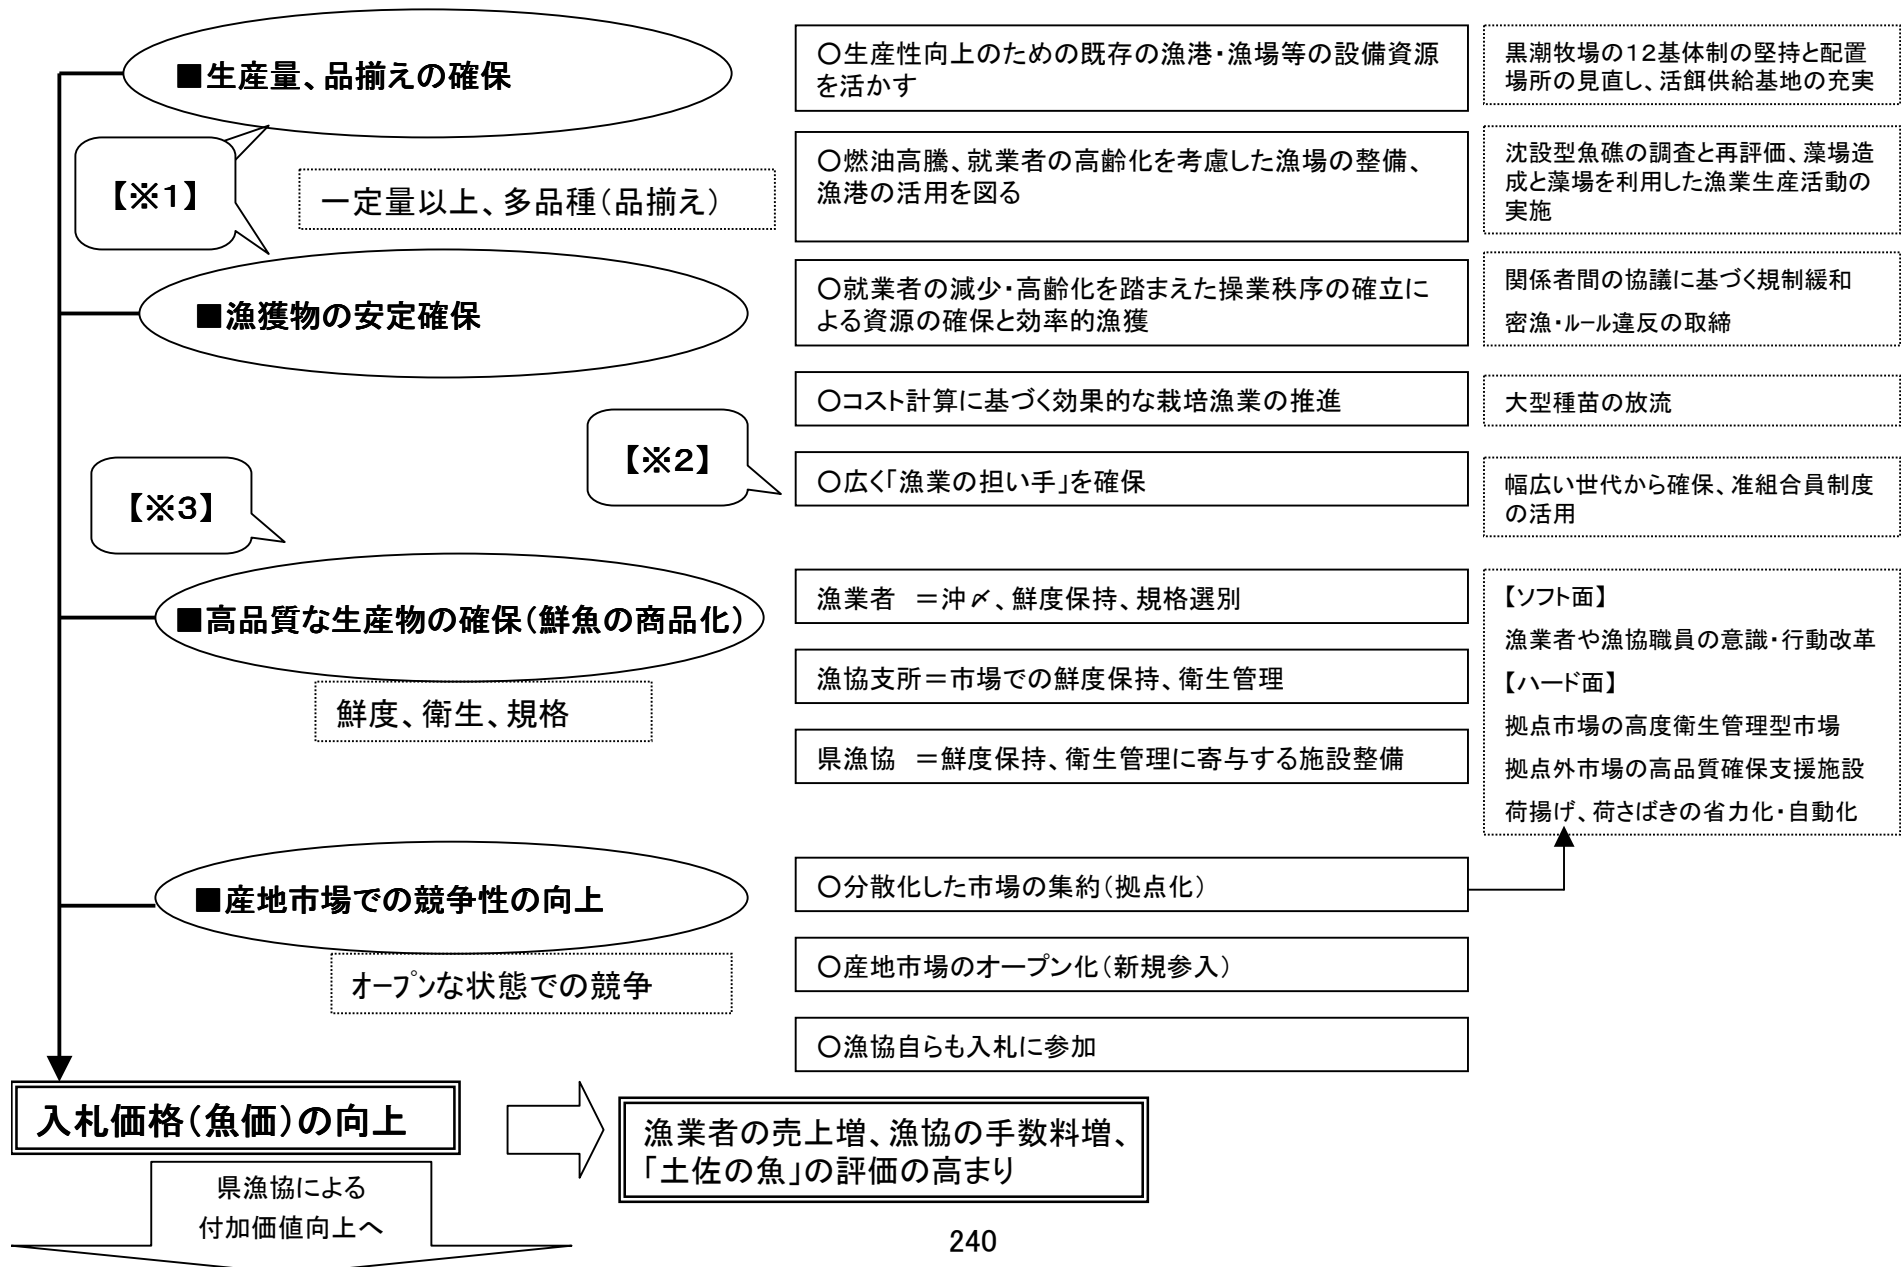 ■生産量、品揃えの確保
【※1】
一定量以上、多品種(品揃え)
○生産性向上のための既存の漁港・漁場等の設備資源
を活かす
黒潮牧場の12基体制の堅持と配置
場所の見直し、活餌供給基地の充実
○燃油高騰、就業者の高齢化を考慮した漁場の整備、
漁港の活用を図る
沈設型魚礁の調査と再評価、藻場造
成と藻場を利用した漁業生産活動の
実施
■漁獲物の安定確保
○就業者の減少・高齢化を踏まえた操業秩序の確立に
よる資源の確保と効率的漁獲
関係者間の協議に基づく規制緩和
密漁・ルール違反の取締
○コスト計算に基づく効果的な栽培漁業の推進
大型種苗の放流
【※2】
○広く「漁業の担い手」を確保
幅広い世代から確保、准組合員制度
の活用
【※3】
■高品質な生産物の確保(鮮魚の商品化)
鮮度、衛生、規格
漁業者 =沖〆、鮮度保持、規格選別
漁協支所=市場での鮮度保持、衛生管理
県漁協 =鮮度保持、衛生管理に寄与する施設整備
【ソフト面】
漁業者や漁協職員の意識・行動改革
【ハード面】
拠点市場の高度衛生管理型市場
拠点外市場の高品質確保支援施設
荷揚げ、荷さばきの省力化・自動化
■産地市場での競争性の向上
オープンな状態での競争
○分散化した市場の集約(拠点化)
○産地市場のオープン化(新規参入)
○漁協自らも入札に参加
入札価格(魚価)の向上
漁業者の売上増、漁協の手数料増、
「土佐の魚」の評価の高まり
県漁協による
付加価値向上へ
240